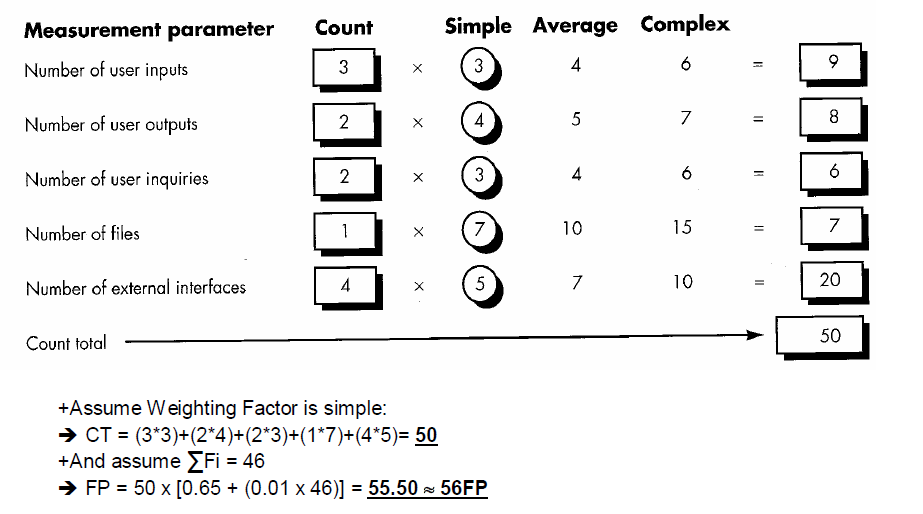 Measurement parameter Count Simple Average Complex
Number of user inputs 3 × 3 4 6 = 9
Number of user outputs 2 × 4 5 7 = 8
Number of user inquiries 2 × 3 4 6 = 6
Number of files 1 × 7 10 15 = 7
Number of external interfaces 4 × 5 7 10 = 20
Count total 50
+Assume Weighting Factor is simple:
➔ CT = (3*3)+(2*4)+(2*3)+(1*7)+(4*5)= 50
+And assume ∑Fi = 46
➔ FP = 50 x [0.65 + (0.01 x 46)] = 55.50 ≈ 56FP